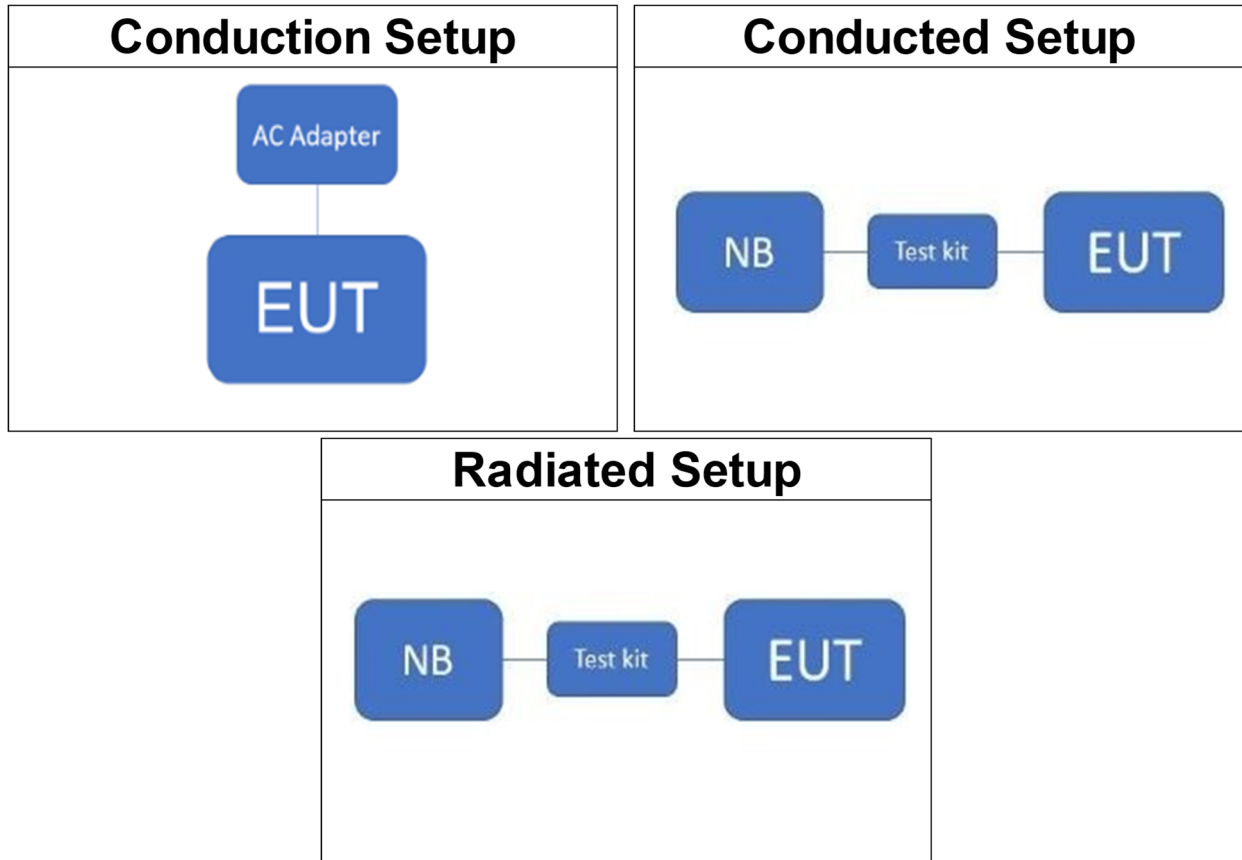 Conduction Setup
AC Adapter
EUT
Conducted Setup
NB
Test kit
EUT
Radiated Setup
NB
Test kit
EUT